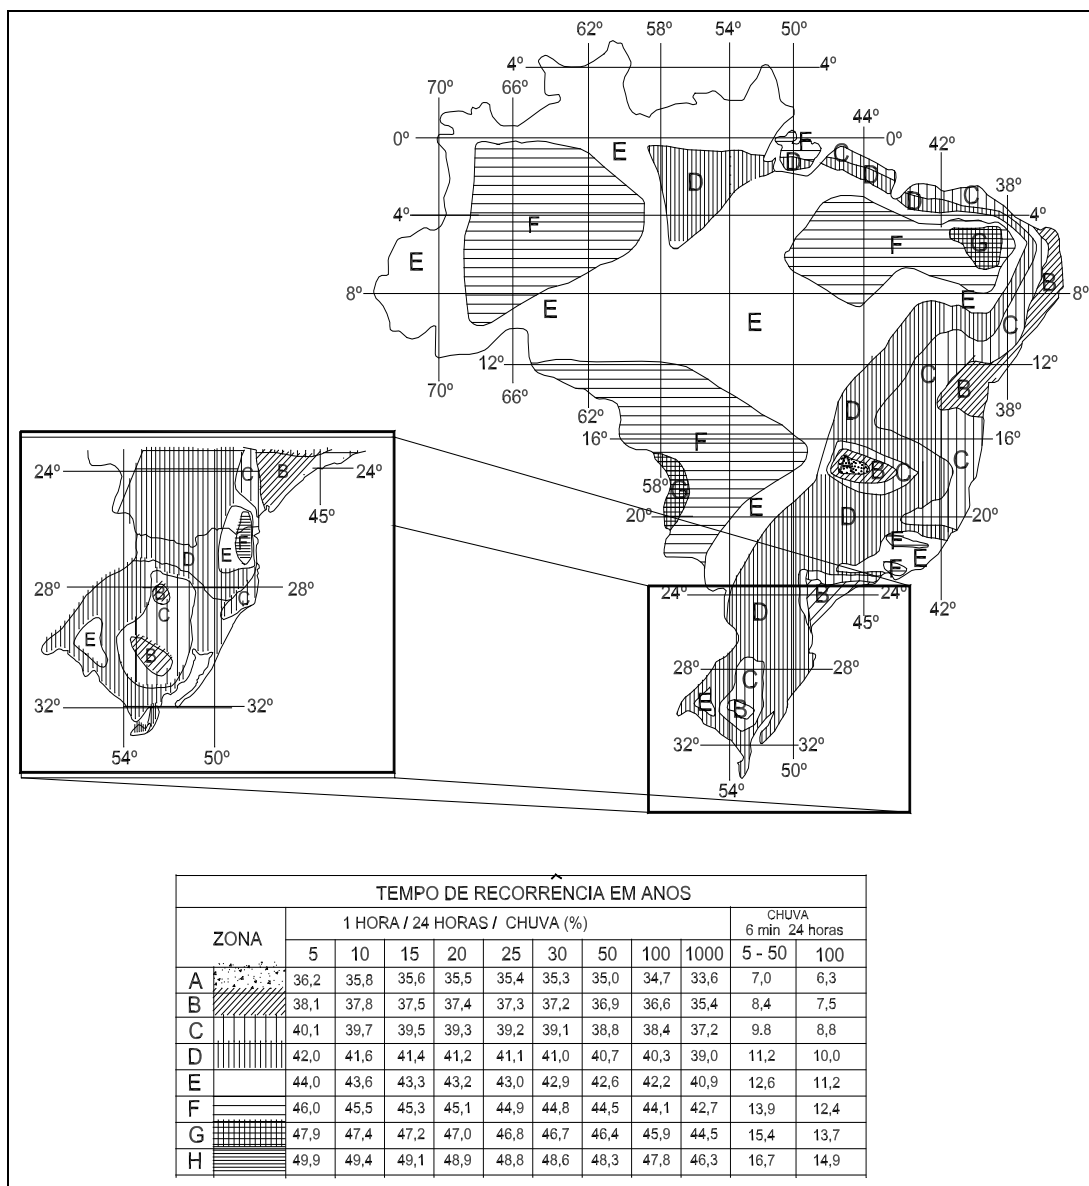 62º 58º 54º 50º
4º 4º
70º 66º
44º
0º 0º
F
E C 42º
D D D 38º
D C
4º 4º
F F G
E
B
8º E E 8º
E C
12º C 12º
B
70º 66º 38º
62º D
16º F 16º
A B C C
58º G
E
20º D 20º
F
E
F
24º B 24º
D 45º 42º
28º 28º
C
E B
32º 32º
50º
54º
24º C B 24º
45º
F
D E
28º B 28º
C C
E
B
32º 32º
54º 50º
TEMPO DE RECORRÊNCIA EM ANOS
ZONA 1 HORA / 24 HORAS / CHUVA (%) CHUVA
6 min 24 horas
5 10 15 20 25 30 50 100 1000 5 - 50 100
A 36,2 35,8 35,6 35,5 35,4 35,3 35,0 34,7 33,6 7,0 6,3
B 38,1 37,8 37,5 37,4 37,3 37,2 36,9 36,6 35,4 8,4 7,5
C 40,1 39,7 39,5 39,3 39,2 39,1 38,8 38,4 37,2 9.8 8,8
D 42,0 41,6 41,4 41,2 41,1 41,0 40,7 40,3 39,0 11,2 10,0
E 44,0 43,6 43,3 43,2 43,0 42,9 42,6 42,2 40,9 12,6 11,2
F 46,0 45,5 45,3 45,1 44,9 44,8 44,5 44,1 42,7 13,9 12,4
G 47,9 47,4 47,2 47,0 46,8 46,7 46,4 45,9 44,5 15,4 13,7
H 49,9 49,4 49,1 48,9 48,8 48,6 48,3 47,8 46,3 16,7 14,9